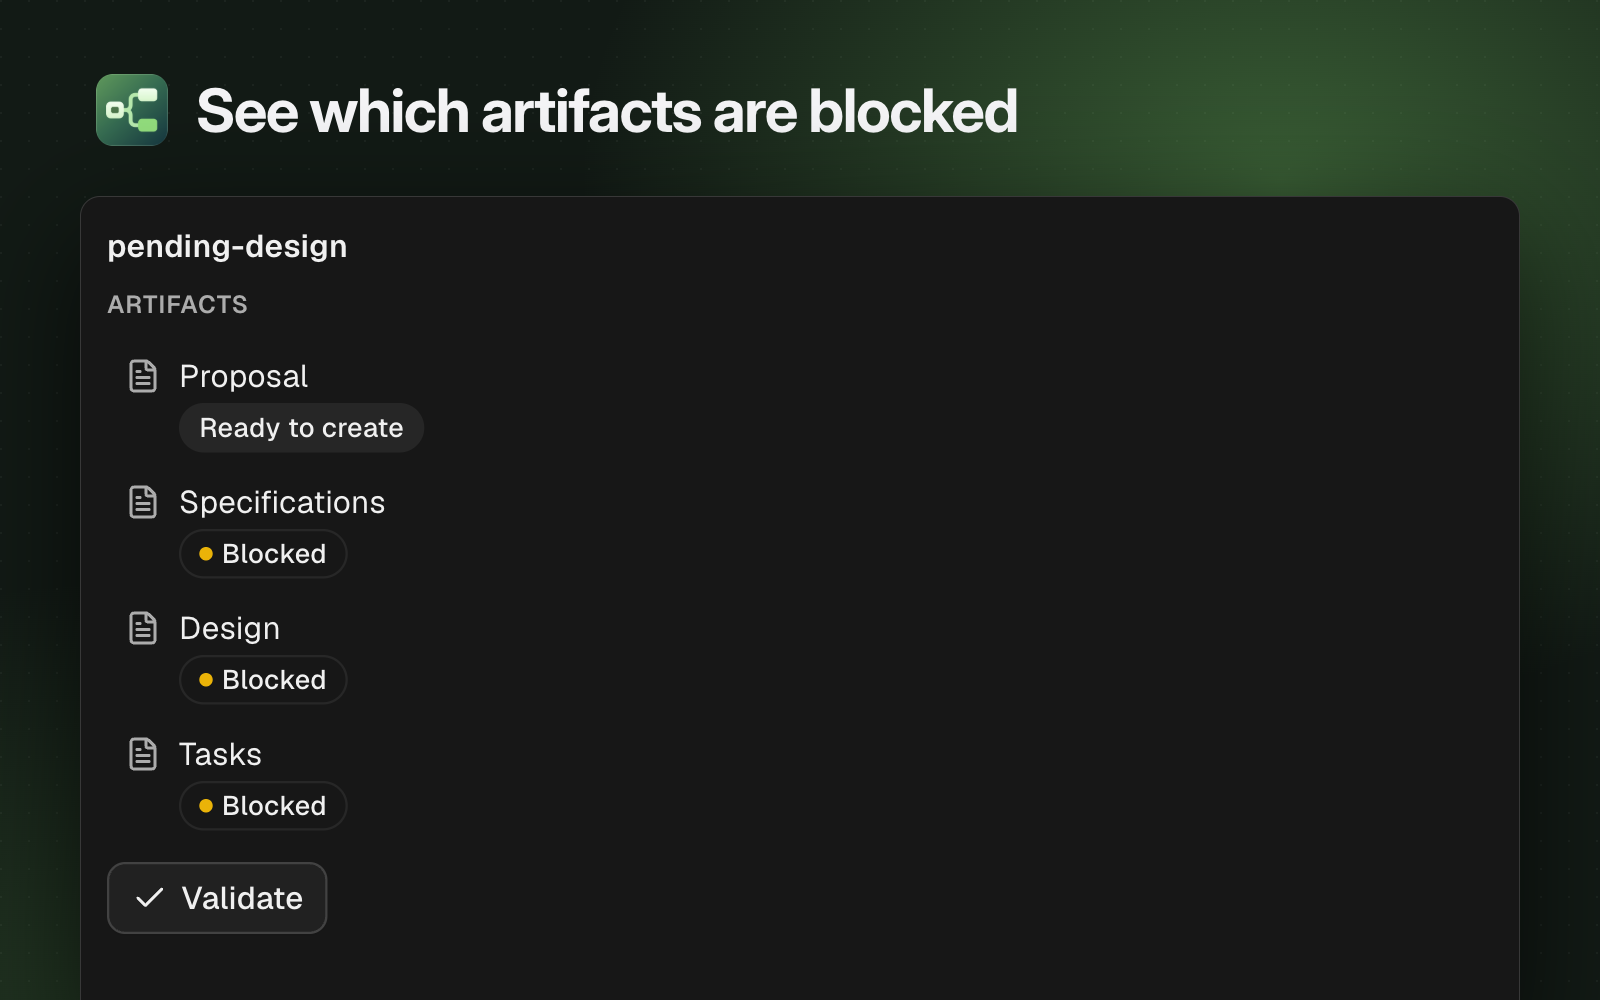 See which artifacts are blocked
pending-design
ARTIFACTS
Proposal
Ready to create
Specifications
Blocked
Design
Blocked
Tasks
Blocked
Validate